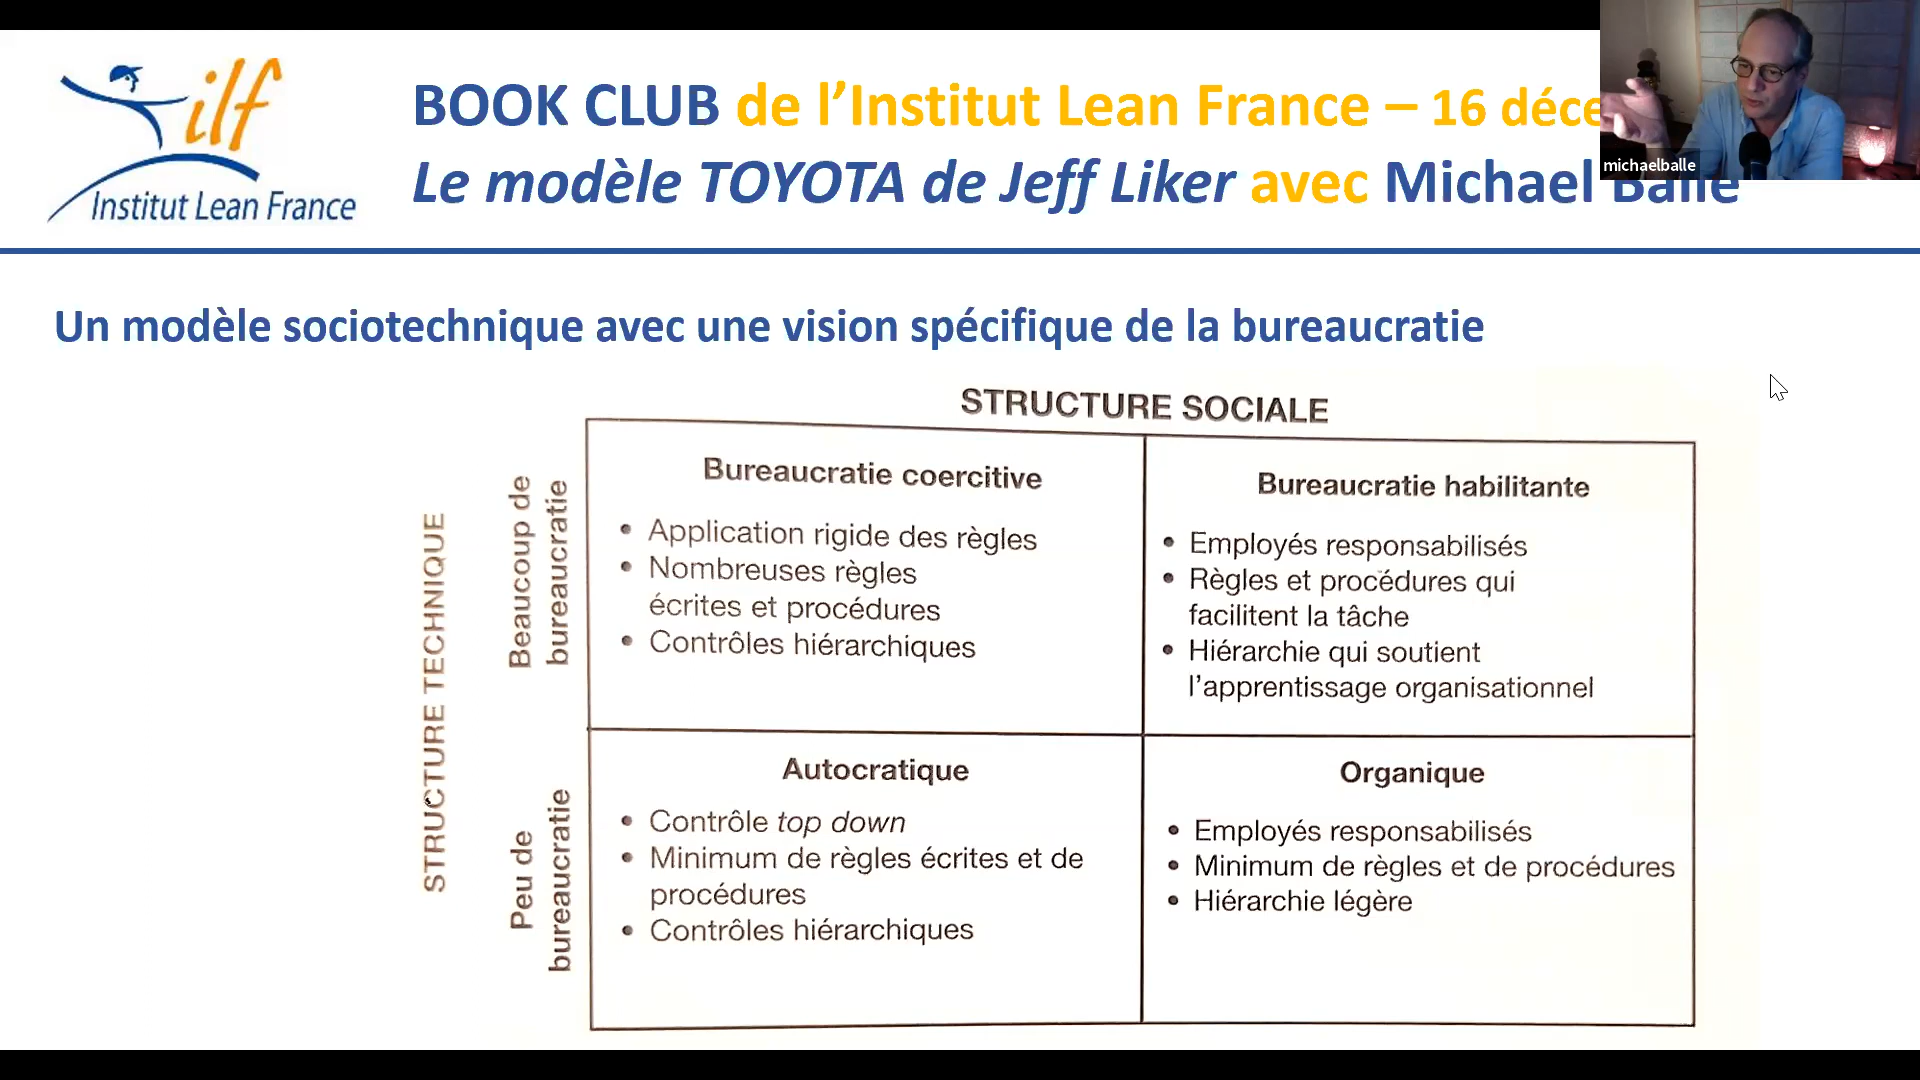 ilf
Institut Lean France
BOOK CLUB de l’Institut Lean France – 16
Le modèle TOYOTA de Jeff Liker avec Michael
michaelballe
Un modèle sociotechnique avec une vision spécifique de la bureaucratie
STRUCTURE SOCIALE
STRUCTURE TECHNIQUE
Beaucoup de
bureaucratie
Bureaucratie coercitive
• Application rigide des règles
• Nombreuses règles
écrites et procédures
• Contrôles hiérarchiques
Bureaucratie habilitante
• Employés responsabilisés
• Règles et procédures qui
facilitent la tâche
• Hiérarchie qui soutient
l’apprentissage organisationnel
Peu de
bureaucratie
Autocratique
• Contrôle top down
• Minimum de règles écrites et de
procédures
• Contrôles hiérarchiques
Organique
• Employés responsabilisés
• Minimum de règles et de procédures
• Hiérarchie légère